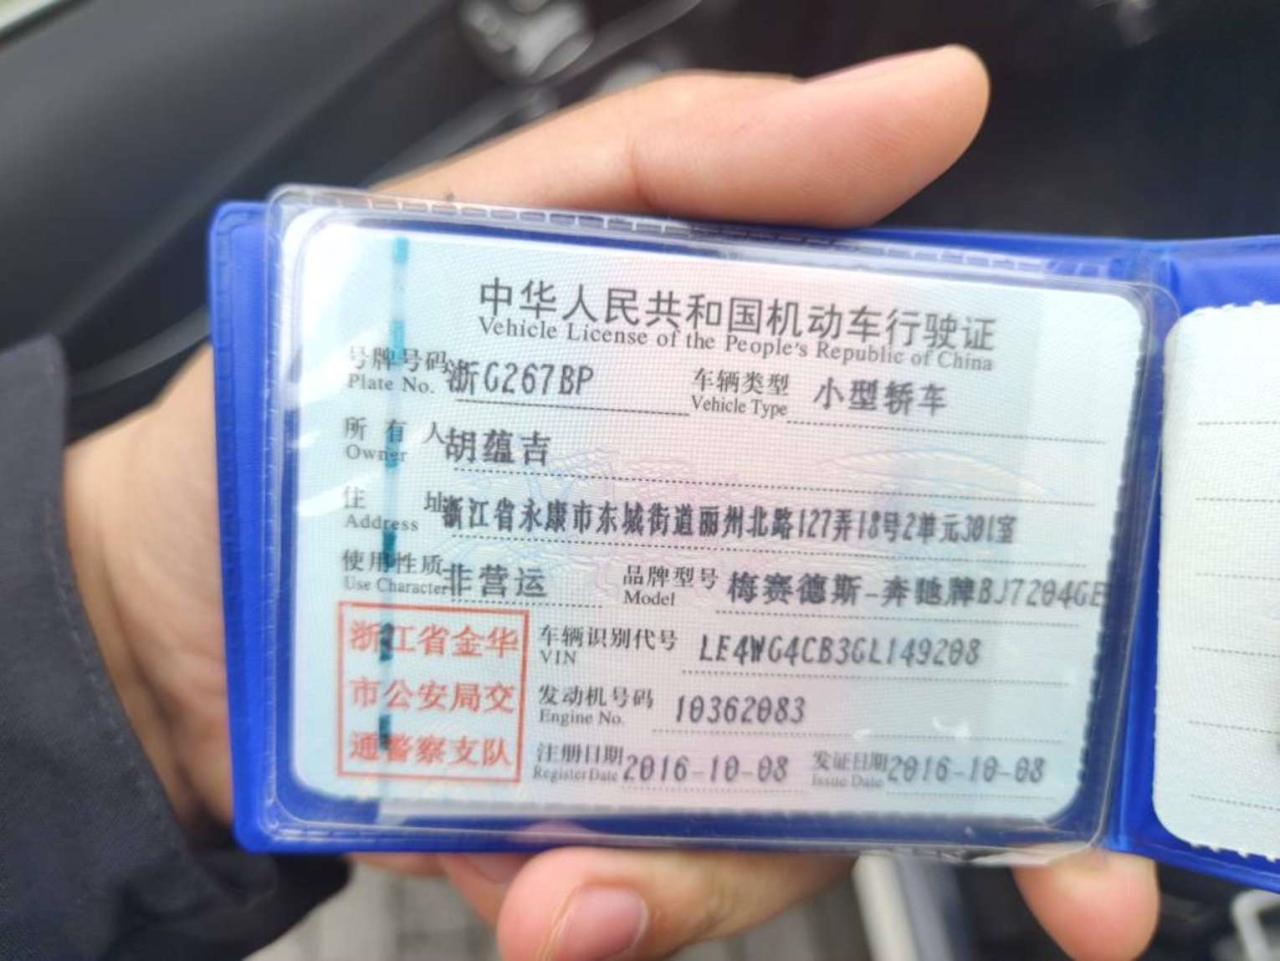 中华人民共和国机动车行驶证
Vehicle License of the People's Republic of China
号牌号码 浙G267BP 车辆类型 小型轿车
Plate No. Vehicle Type
所有人 胡蕴吉
Owner
住址 浙江省永康市东城街道丽州北路127弄18号2单元301室
Address
使用性质 非营运 品牌型号 梅赛德斯-奔驰牌BJ7204GE
Use Character Model
浙江省金华
市公安局交
通警察支队
车辆识别代号 LE4WG4CB3GL149208
VIN
发动机号码 10362083
Engine No.
注册日期 2016-10-08 发证日期 2016-10-08
Register Date Issue Date